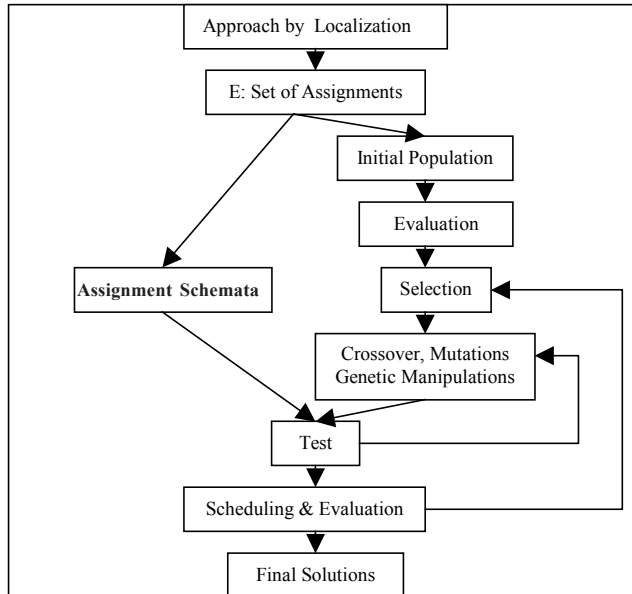 Approach by Localization
E: Set of Assignments
Initial Population
Evaluation
Assignment Schemata
Selection
Crossover, Mutations
Genetic Manipulations
Test
Scheduling & Evaluation
Final Solutions